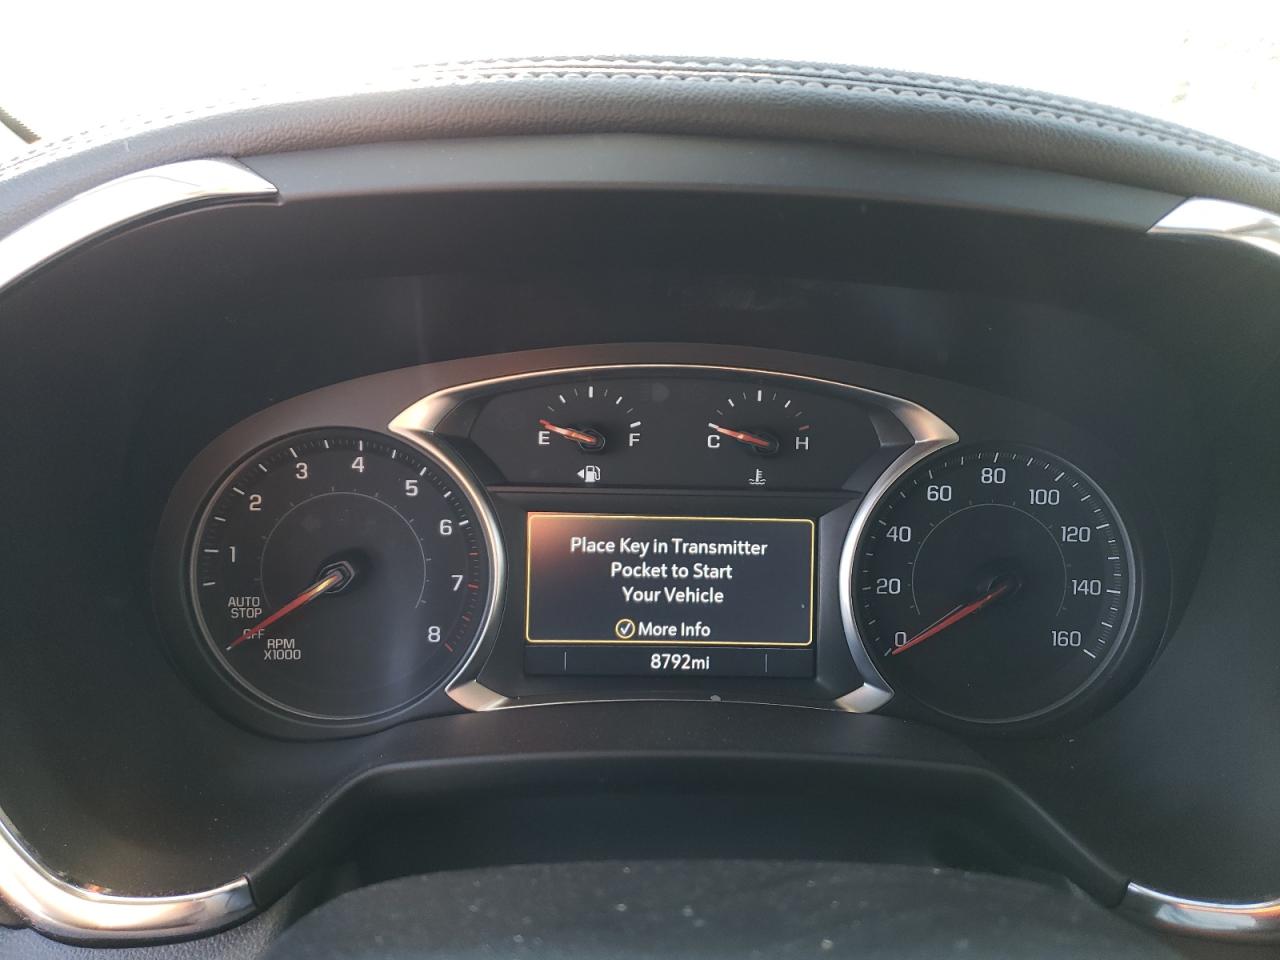 E F
C H
Place Key in Transmitter
Pocket to Start
Your Vehicle
More Info
8792mi
AUTO
STOP
OFF
1
2
3
4
5
6
7
8
RPM
X1000
0
20
40
60
80
100
120
140
160